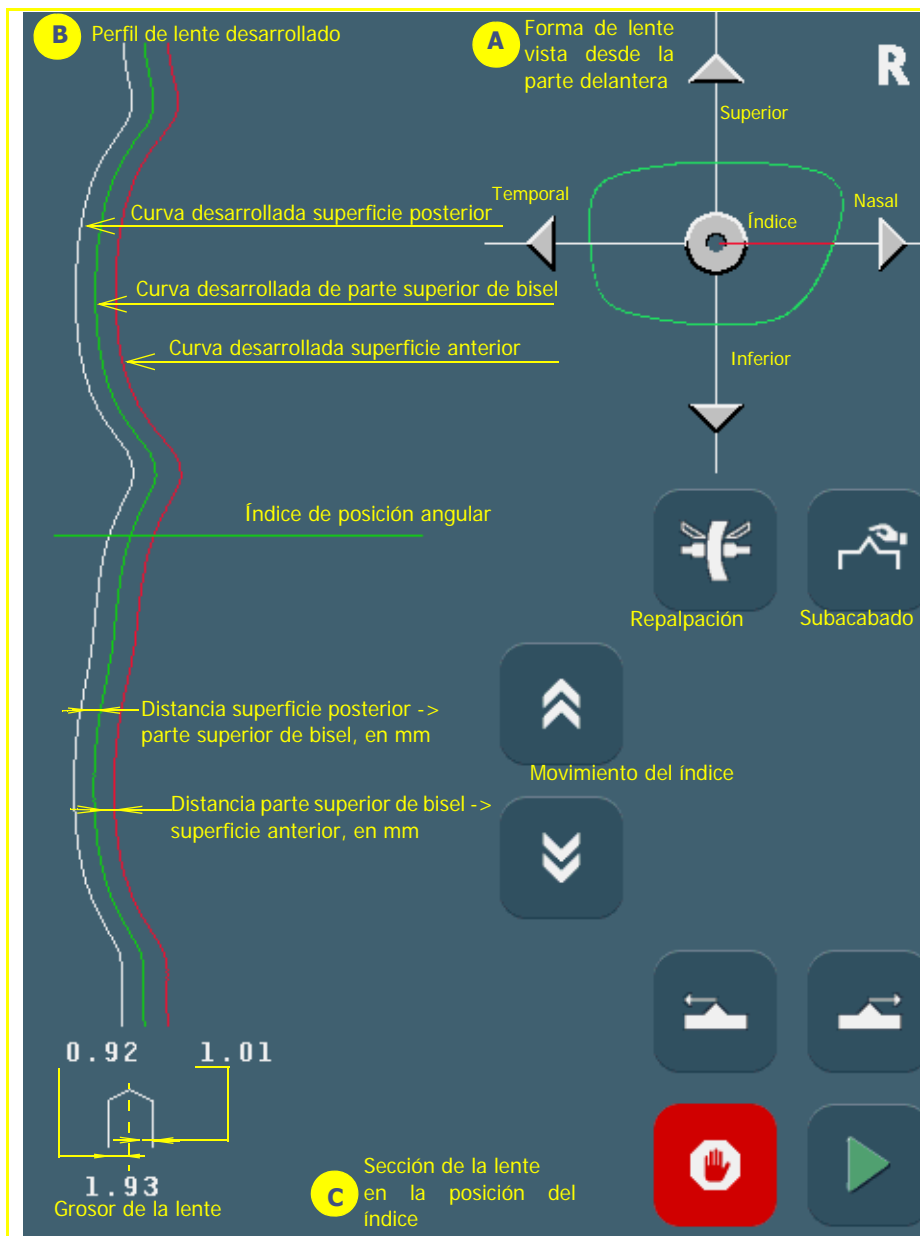 B Perfil de lente desarrollado
A Forma de lente
vista desde la
parte delantera
R
Superior
Temporal
Nasal
Índice
Curva desarrollada superficie posterior
Curva desarrollada de parte superior de bisel
Curva desarrollada superficie anterior
Inferior
Índice de posición angular
Repalpación
Subacabado
Distancia superficie posterior ->
parte superior de bisel, en mm
Movimiento del índice
Distancia parte superior de bisel ->
superficie anterior, en mm
0.92 1.01
1.93
Grosor de la lente
C Sección de la lente
en la posición del
índice